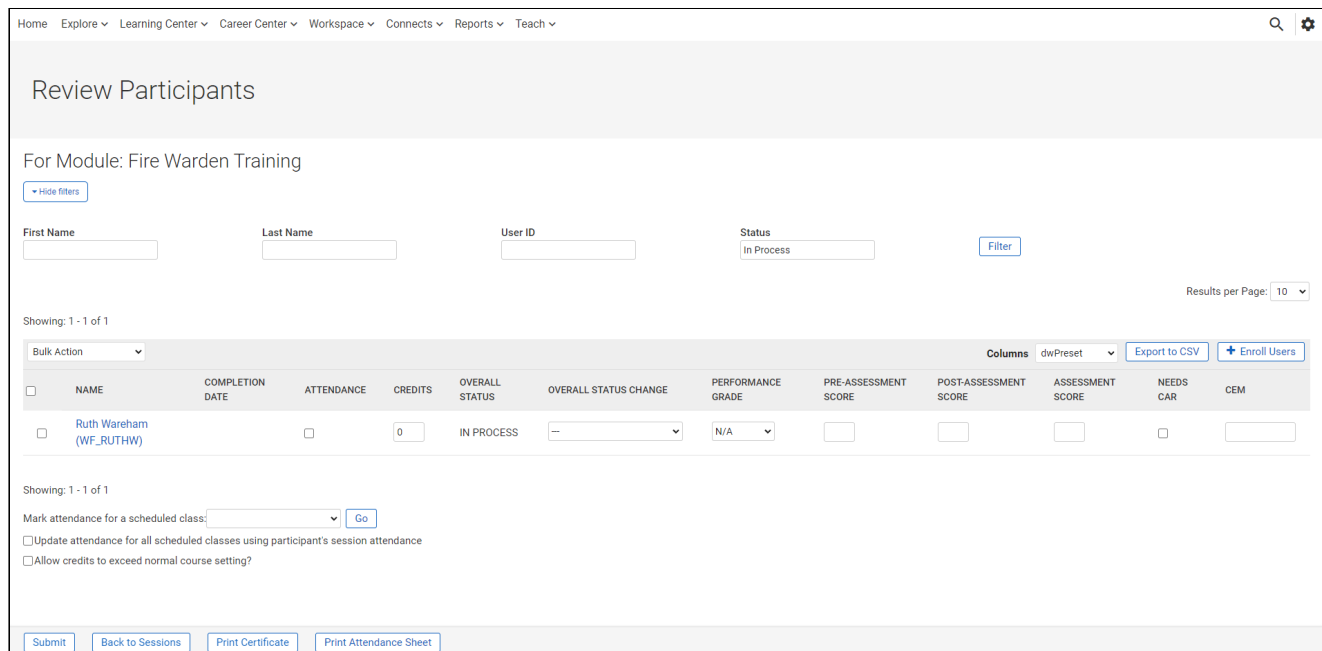 Home Explore Learning Center Career Center Workspace Connects Reports Teach
Review Participants
For Module: Fire Warden Training
Hide filters
First Name Last Name User ID Status
In Process Filter
Results per Page: 10
Showing: 1 - 1 of 1
Bulk Action Columns dwPreset Export to CSV + Enroll Users
NAME COMPLETION DATE ATTENDANCE CREDITS OVERALL STATUS OVERALL STATUS CHANGE PERFORMANCE GRADE PRE-ASSESSMENT SCORE POST-ASSESSMENT SCORE ASSESSMENT SCORE NEEDS CAR CEM
Ruth Wareham (WF_RUTHW) 0 IN PROCESS --- N/A
Showing: 1 - 1 of 1
Mark attendance for a scheduled class: Go
Update attendance for all scheduled classes using participant's session attendance
Allow credits to exceed normal course setting?
Submit Back to Sessions Print Certificate Print Attendance Sheet